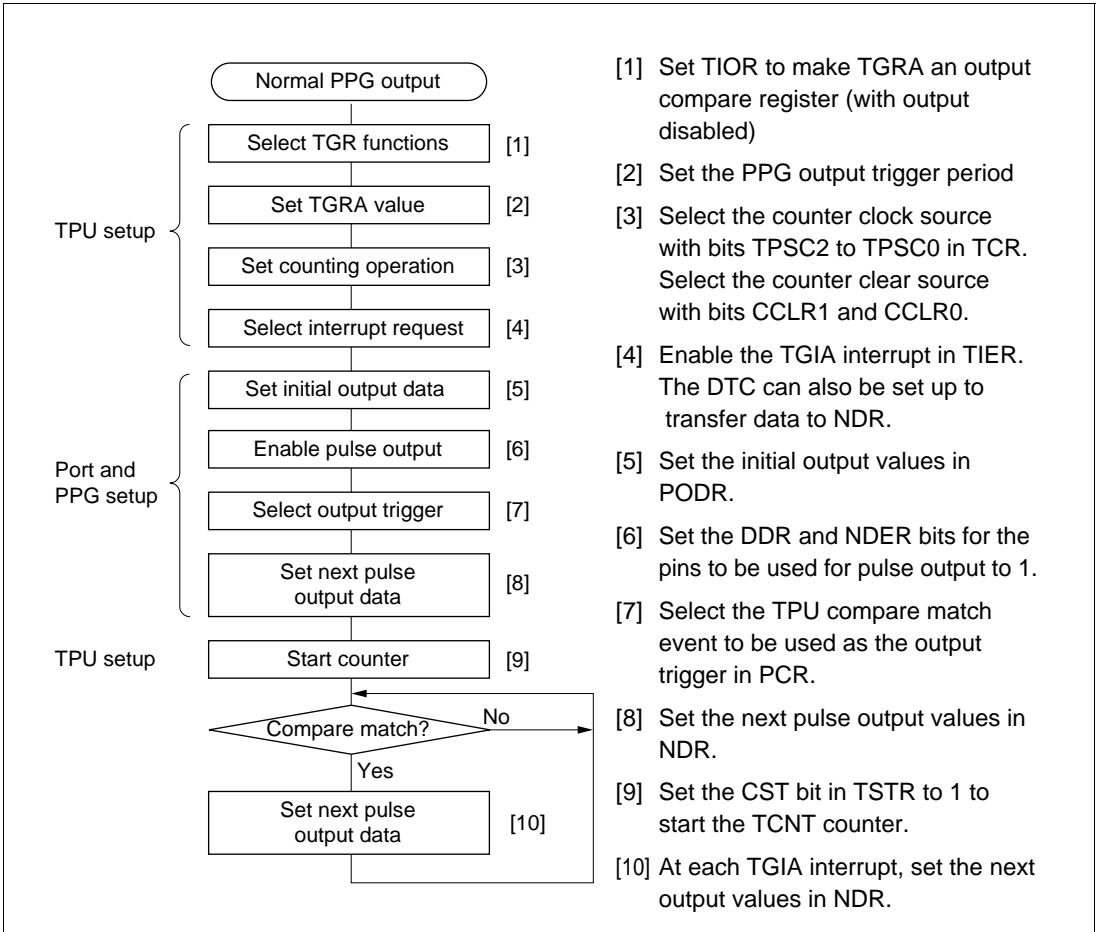 Normal PPG output
Select TGR functions [1]
Set TGRA value [2]
TPU setup
Set counting operation [3]
Select interrupt request [4]
Set initial output data [5]
Enable pulse output [6]
Port and
PPG setup
Select output trigger [7]
Set next pulse
output data
[8]
TPU setup
Start counter [9]
Compare match?
No
Yes
Set next pulse
output data
[10]
[1] Set TIOR to make TGRA an output
compare register (with output
disabled)
[2] Set the PPG output trigger period
[3] Select the counter clock source
with bits TPSC2 to TPSC0 in TCR.
Select the counter clear source
with bits CCLR1 and CCLR0.
[4] Enable the TGIA interrupt in TIER.
The DTC can also be set up to
transfer data to NDR.
[5] Set the initial output values in
PODR.
[6] Set the DDR and NDER bits for the
pins to be used for pulse output to 1.
[7] Select the TPU compare match
event to be used as the output
trigger in PCR.
[8] Set the next pulse output values in
NDR.
[9] Set the CST bit in TSTR to 1 to
start the TCNT counter.
[10] At each TGIA interrupt, set the next
output values in NDR.